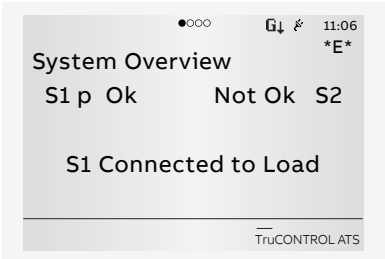 G↓ 11:06
*E*
System Overview
S1 p Ok Not Ok S2
S1 Connected to Load
TruCONTROL ATS